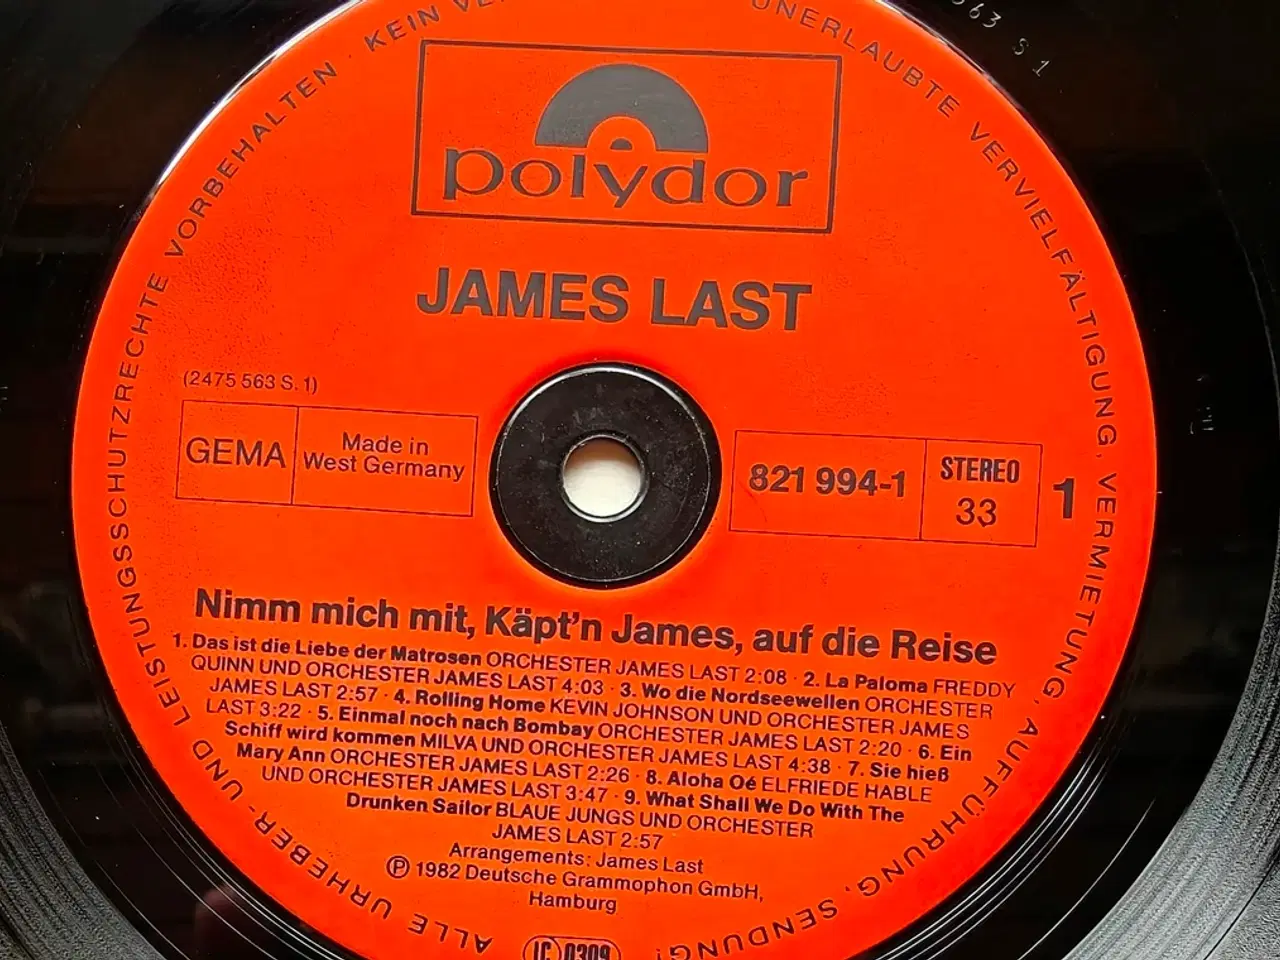 polydor
JAMES LAST
(2475 563 S. 1)
GEMA
Made in
West Germany
821 994-1
STEREO
33
1
Nimm mich mit, Käpt'n James, auf die Reise
1. Das ist die Liebe der Matrosen ORCHESTER JAMES LAST 2:08 · 2. La Paloma FREDDY
QUINN UND ORCHESTER JAMES LAST 4:03 · 3. Wo die Nordseewellen ORCHESTER
JAMES LAST 2:57 · 4. Rolling Home KEVIN JOHNSON UND ORCHESTER JAMES
LAST 3:22 · 5. Einmal noch nach Bombay ORCHESTER JAMES LAST 2:20 · 6. Ein
Schiff wird kommen MILVA UND ORCHESTER JAMES LAST 4:38 · 7. Sie hieß
Mary Ann ORCHESTER JAMES LAST 2:26 · 8. Aloha Oé ELFRIEDE HABLE
UND ORCHESTER JAMES LAST 3:47 · 9. What Shall We Do With The
Drunken Sailor BLAUE JUNGS UND ORCHESTER
JAMES LAST 2:57
Arrangements: James Last
℗ 1982 Deutsche Grammophon GmbH,
Hamburg
LC 0309
ALLE URHEBER- UND LEISTUNGSSCHUTZRECHTE VORBEHALTEN · KEIN
UNERLAUBTE VERVIELFÄLTIGUNG, VERMIETUNG, AUFFÜHRUNG, SENDUNG!
563 S 1